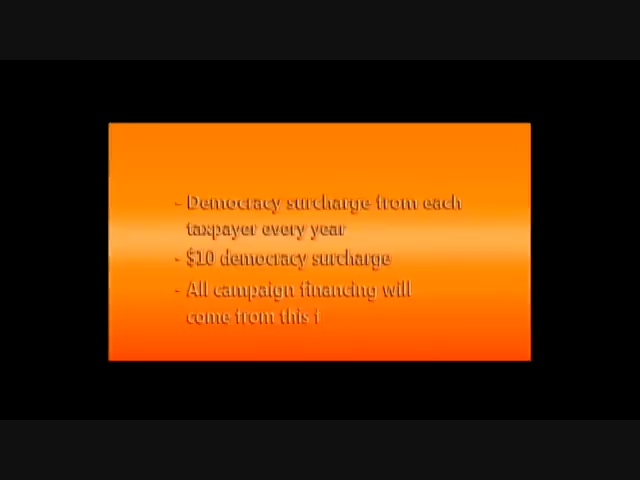 - Democracy surcharge from each
taxpayer every year
- $10 democracy surcharge
- All campaign financing will
come from this